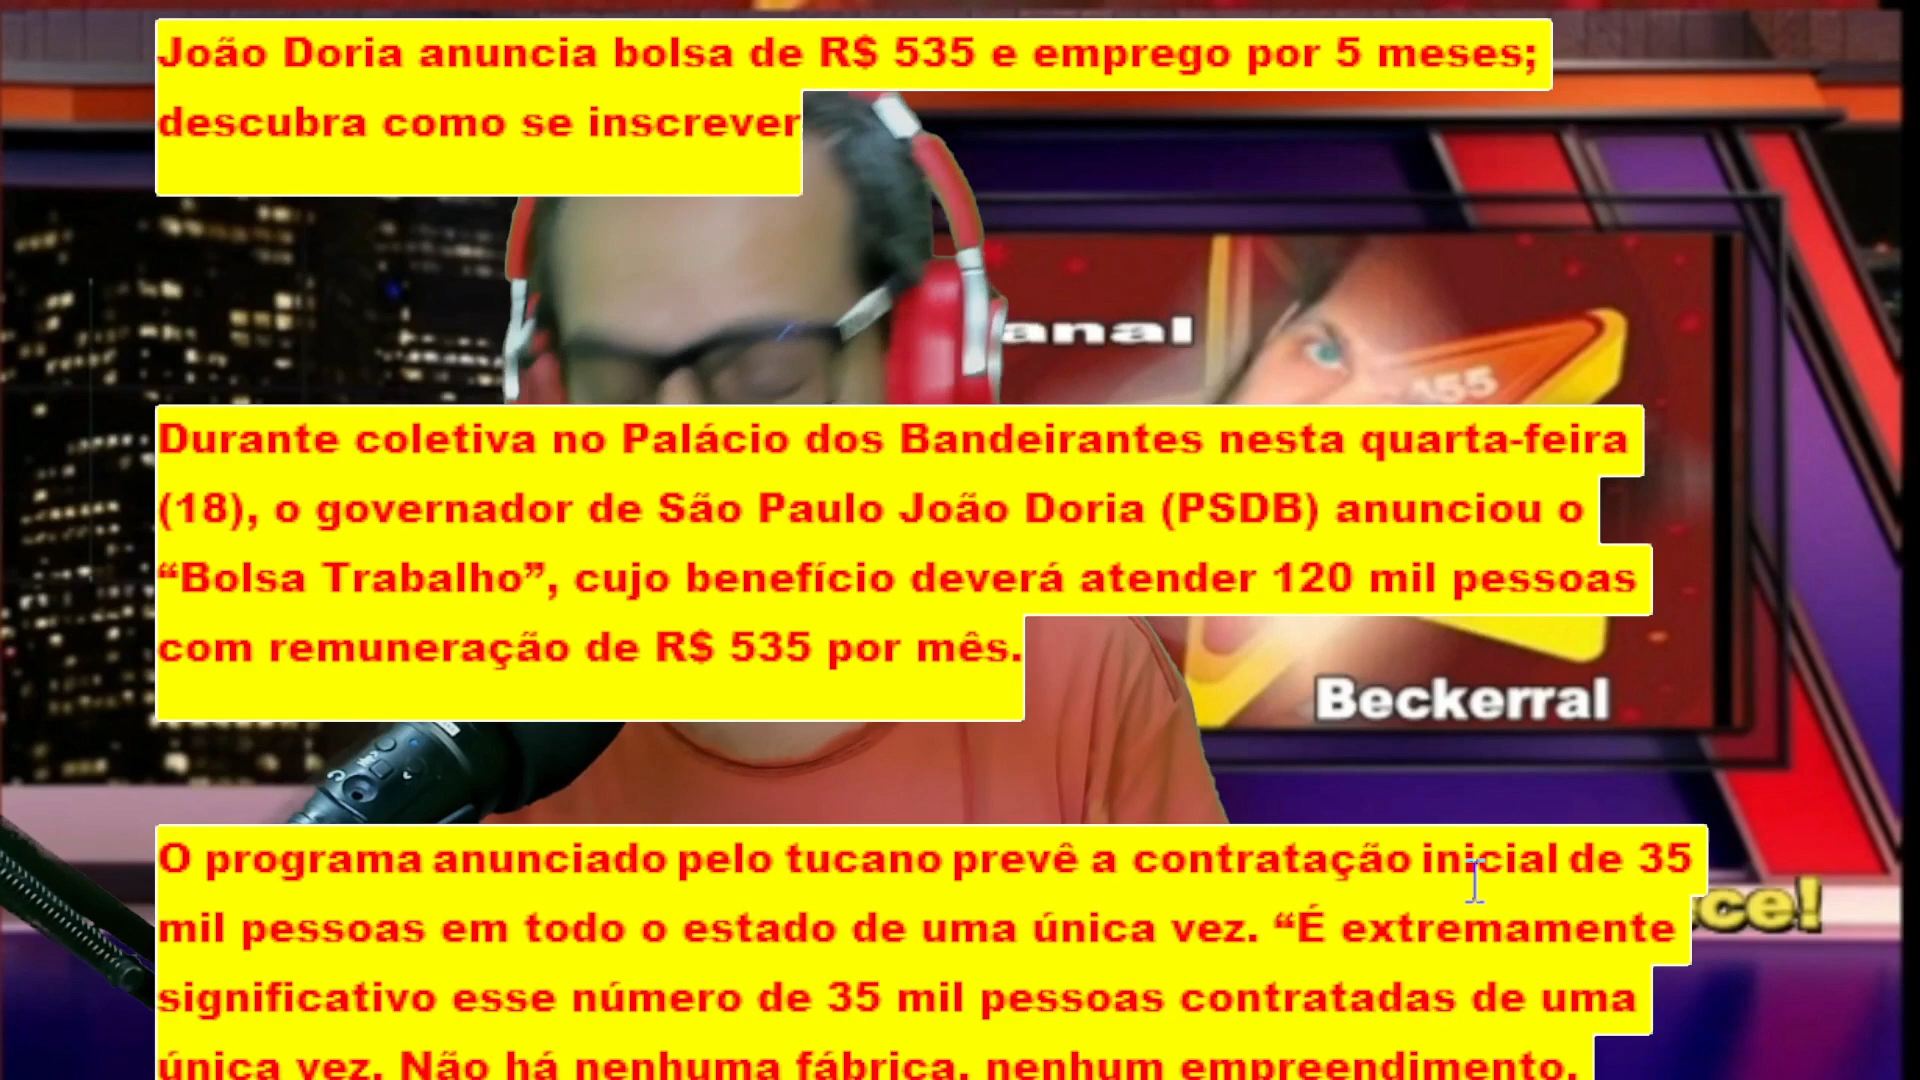 João Doria anuncia bolsa de R$ 535 e emprego por 5 meses;
descubra como se inscrever
anal
155
Durante coletiva no Palácio dos Bandeirantes nesta quarta-feira
(18), o governador de São Paulo João Doria (PSDB) anunciou o
“Bolsa Trabalho”, cujo benefício deverá atender 120 mil pessoas
com remuneração de R$ 535 por mês.
Beckerral
O programa anunciado pelo tucano prevê a contratação inicial de 35
mil pessoas em todo o estado de uma única vez. “É extremamente
ce!
significativo esse número de 35 mil pessoas contratadas de uma
única vez. Não há nenhuma fábrica, nenhum empreendimento,